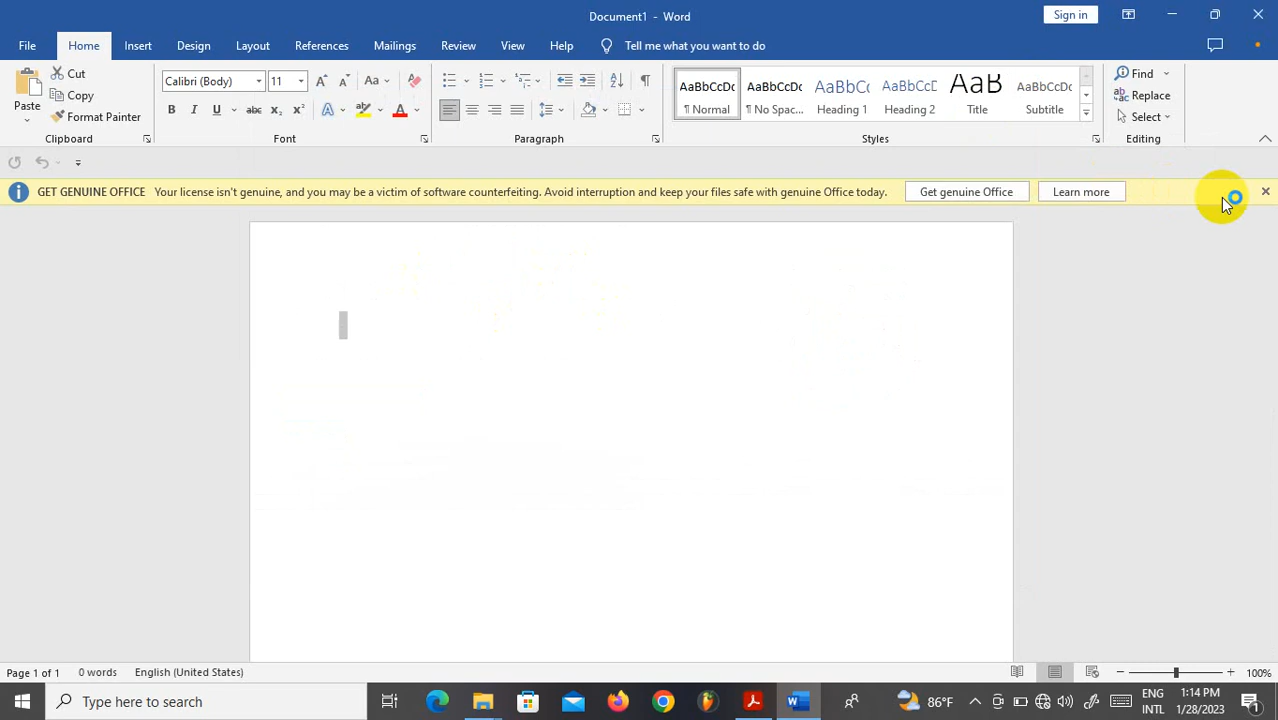 Document1 - Word
Sign in
File Home Insert Design Layout References Mailings Review View Help Tell me what you want to do
Paste
Cut
Copy
Format Painter
Clipboard
Calibri (Body) 11
Font
Paragraph
AaBbCcDc
¶ Normal
AaBbCcDc
¶ No Spac...
AaBbCc
Heading 1
AaBbCcD
Heading 2
AaB
Title
AaBbCcD
Subtitle
Styles
Find
Replace
Select
Editing
GET GENUINE OFFICE Your license isn't genuine, and you may be a victim of software counterfeiting. Avoid interruption and keep your files safe with genuine Office today. Get genuine Office Learn more
Page 1 of 1 0 words English (United States) 100%
Type here to search
86°F
ENG
INTL
1:14 PM
1/28/2023
1